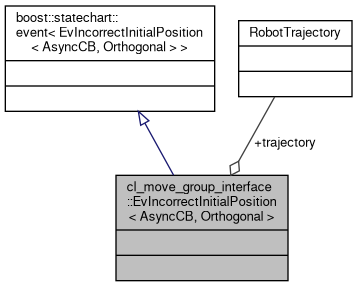 boost::statechart::
event< EvIncorrectInitialPosition
< AsyncCB, Orthogonal > >
RobotTrajectory
+trajectory
cl_move_group_interface
::EvIncorrectInitialPosition
< AsyncCB, Orthogonal >